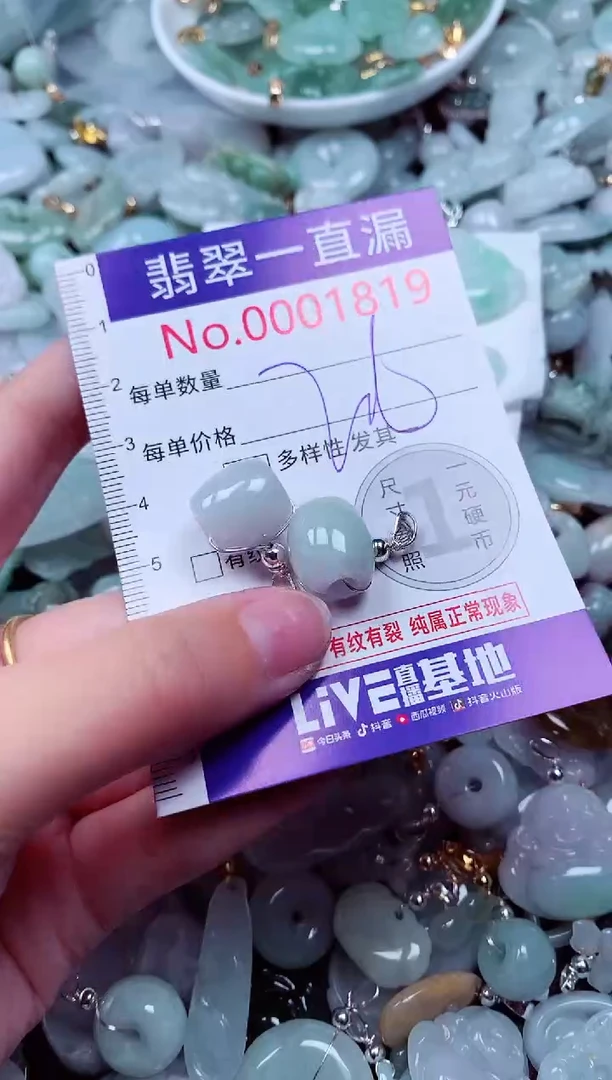 0
翡翠一直漏
1
No.0001819
2
每单数量
3
每单价格
多样性 发其
4
一元硬币
尺寸
照
1
5
有纹有裂 纯属正常现象
LiVE直播基地
今日头条 抖音 西瓜视频 抖音火山版